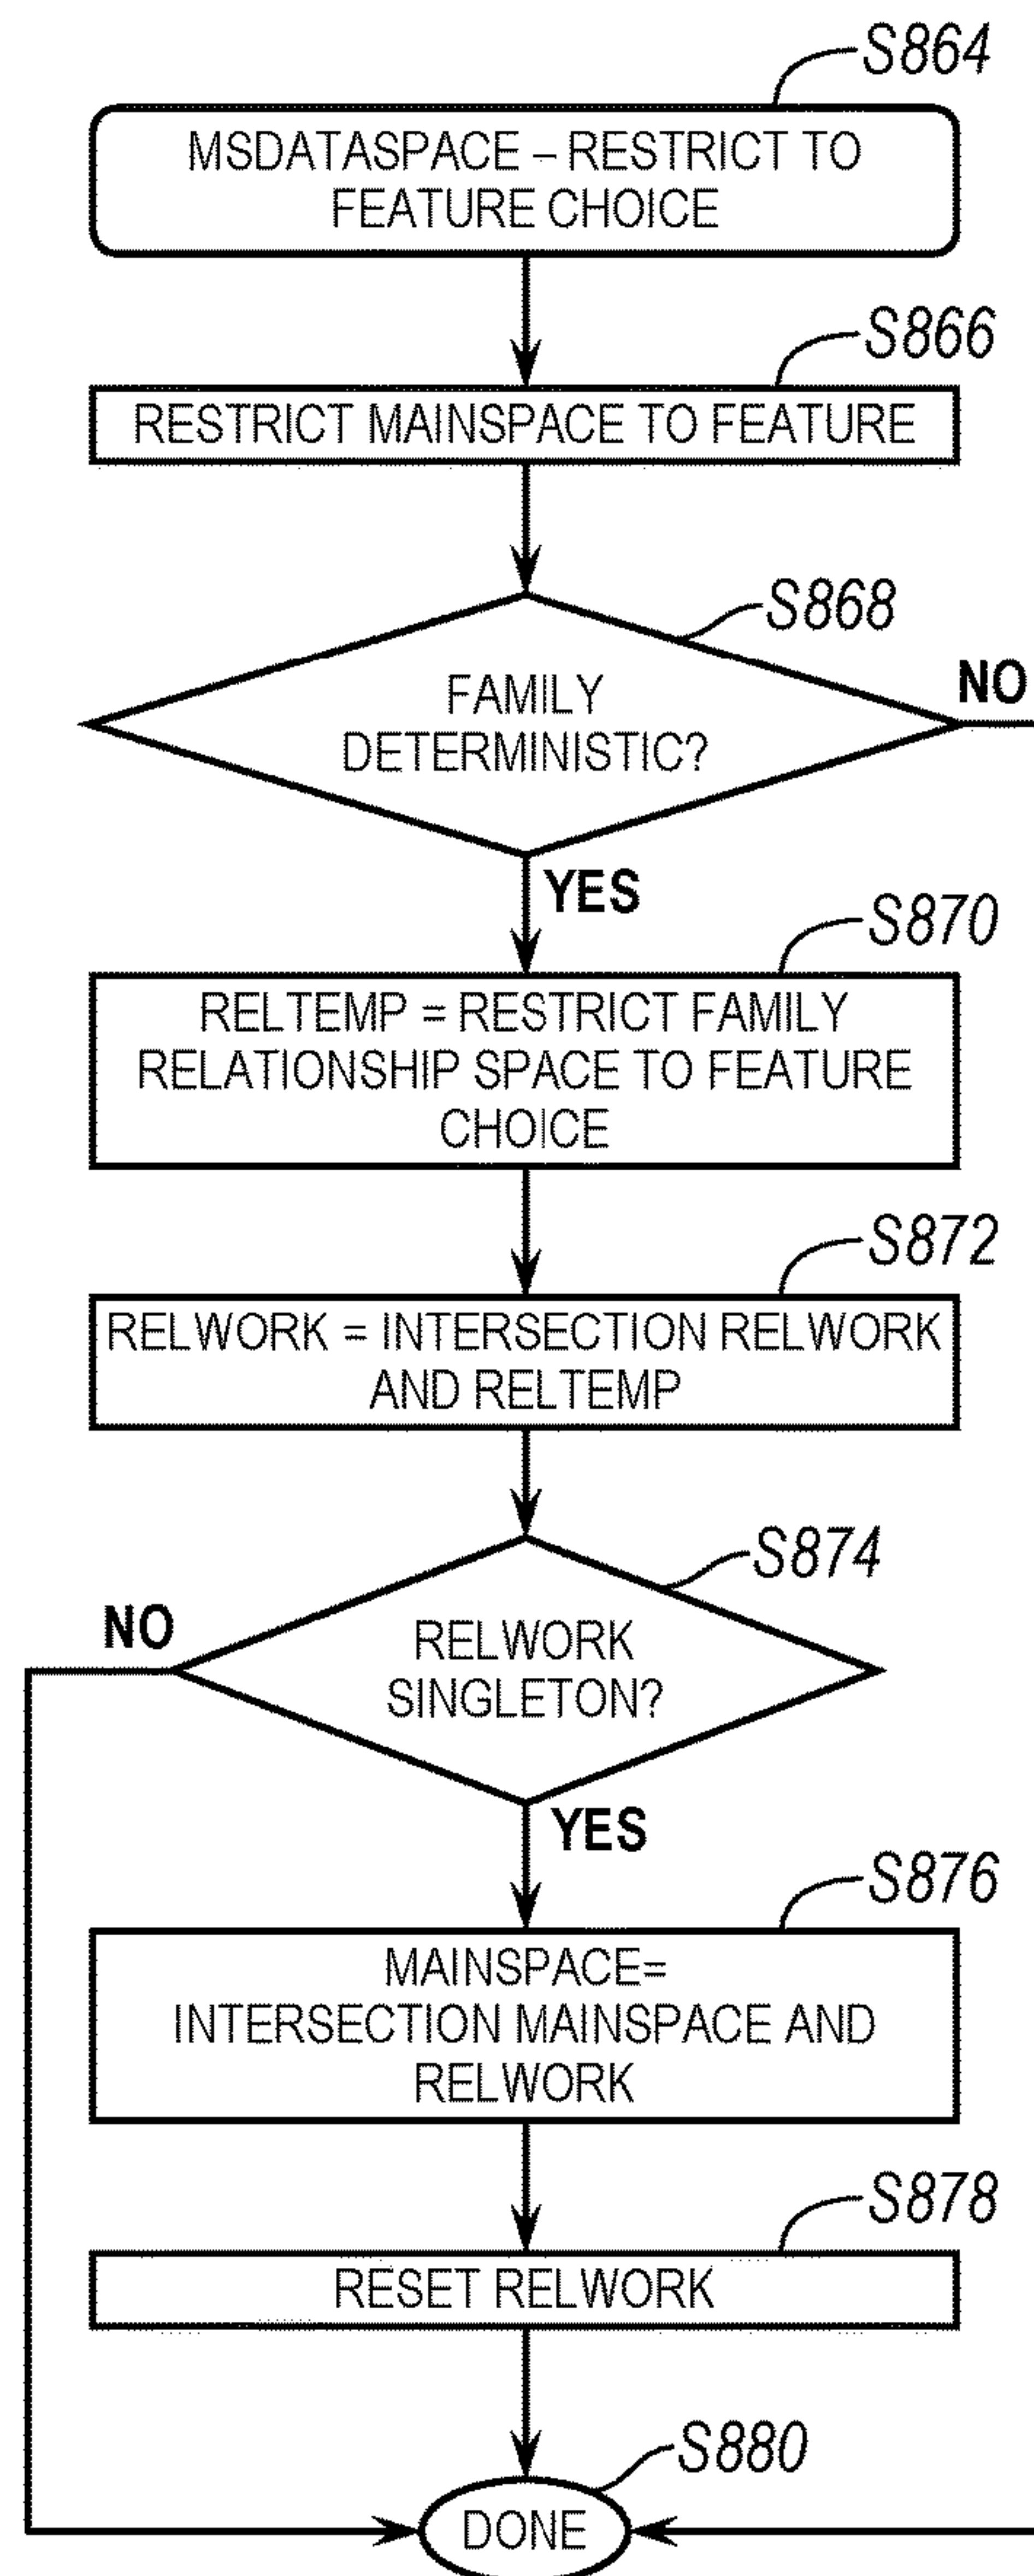 S864
MSDATASPACE – RESTRICT TO
FEATURE CHOICE
S866
RESTRICT MAINSPACE TO FEATURE
S868
FAMILY
DETERMINISTIC?
NO
YES
S870
RELTEMP = RESTRICT FAMILY
RELATIONSHIP SPACE TO FEATURE
CHOICE
S872
RELWORK = INTERSECTION RELWORK
AND RELTEMP
S874
NO
RELWORK
SINGLETON?
YES
S876
MAINSPACE=
INTERSECTION MAINSPACE AND
RELWORK
S878
RESET RELWORK
S880
DONE